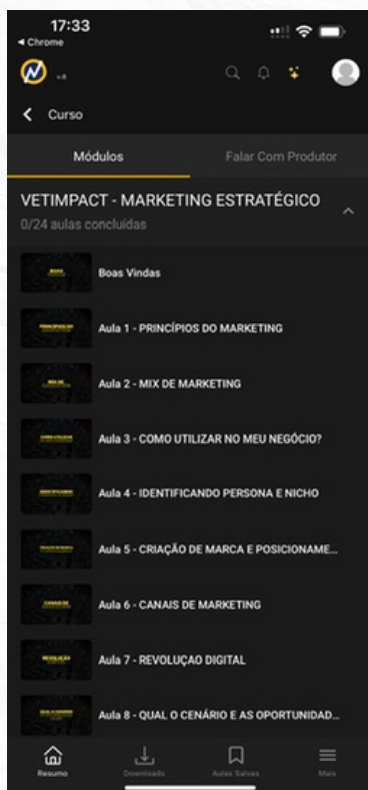 17:33
◀ Chrome
v.8
Curso
Módulos
Falar Com Produtor
VETIMPACT - MARKETING ESTRATÉGICO
0/24 aulas concluídas
Boas Vindas
Aula 1 - PRINCÍPIOS DO MARKETING
Aula 2 - MIX DE MARKETING
Aula 3 - COMO UTILIZAR NO MEU NEGÓCIO?
Aula 4 - IDENTIFICANDO PERSONA E NICHO
Aula 5 - CRIAÇÃO DE MARCA E POSICIONAME...
Aula 6 - CANAIS DE MARKETING
Aula 7 - REVOLUÇAO DIGITAL
Aula 8 - QUAL O CENÁRIO E AS OPORTUNIDAD...
Resumo
Downloads
Aulas Salvas
Mais